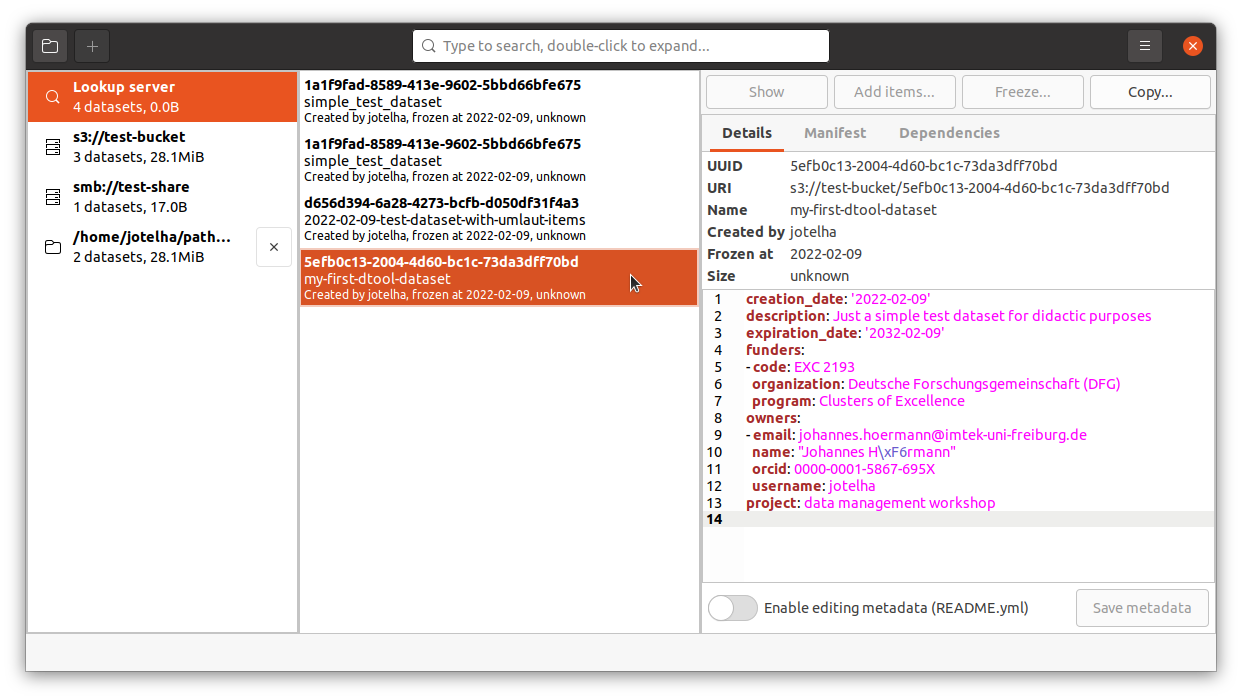 Type to search, double-click to expand...
Lookup server
4 datasets, 0.0B
s3://test-bucket
3 datasets, 28.1MiB
smb://test-share
1 datasets, 17.0B
/home/jotelha/path...
2 datasets, 28.1MiB
1a1f9fad-8589-413e-9602-5bbd66bfe675
simple_test_dataset
Created by jotelha, frozen at 2022-02-09, unknown
1a1f9fad-8589-413e-9602-5bbd66bfe675
simple_test_dataset
Created by jotelha, frozen at 2022-02-09, unknown
d656d394-6a28-4273-bcfb-d050df31f4a3
2022-02-09-test-dataset-with-umlaut-items
Created by jotelha, frozen at 2022-02-09, unknown
5efb0c13-2004-4d60-bc1c-73da3dff70bd
my-first-dtool-dataset
Created by jotelha, frozen at 2022-02-09, unknown
Show Add items... Freeze... Copy...
Details Manifest Dependencies
UUID 5efb0c13-2004-4d60-bc1c-73da3dff70bd
URI s3://test-bucket/5efb0c13-2004-4d60-bc1c-73da3dff70bd
Name my-first-dtool-dataset
Created by jotelha
Frozen at 2022-02-09
Size unknown
1 creation_date: '2022-02-09'
2 description: Just a simple test dataset for didactic purposes
3 expiration_date: '2032-02-09'
4 funders:
5 - code: EXC 2193
6 organization: Deutsche Forschungsgemeinschaft (DFG)
7 program: Clusters of Excellence
8 owners:
9 - email: johannes.hoermann@imtek-uni-freiburg.de
10 name: "Johannes H\xF6rmann"
11 orcid: 0000-0001-5867-695X
12 username: jotelha
13 project: data management workshop
14
Enable editing metadata (README.yml) Save metadata